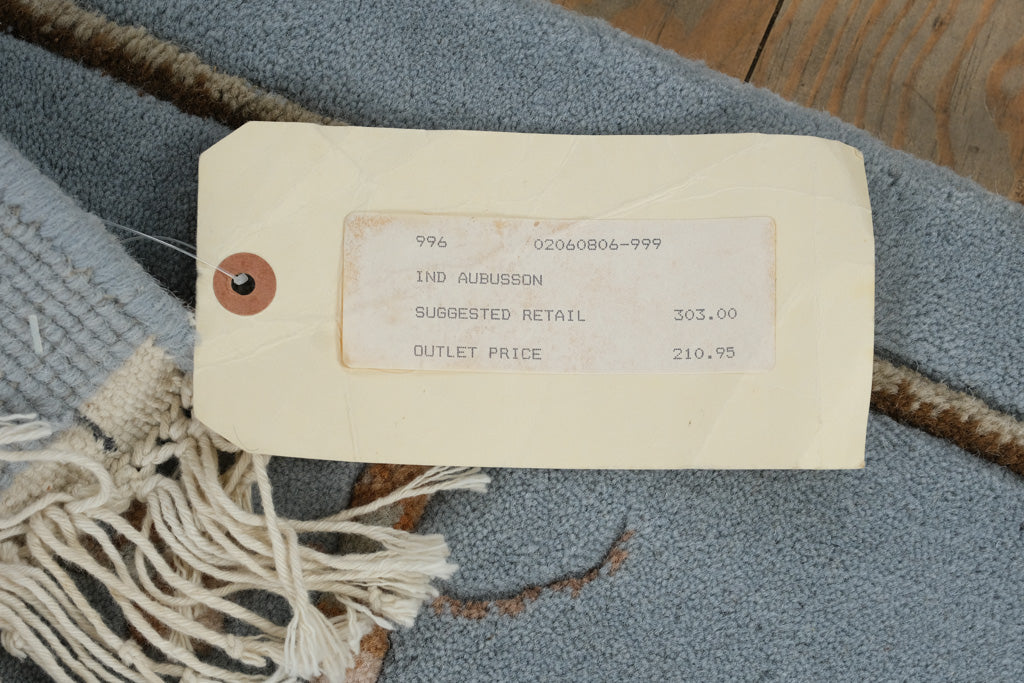 996 02060806-999
IND AUBUSSON
SUGGESTED RETAIL 303.00
OUTLET PRICE 210.95